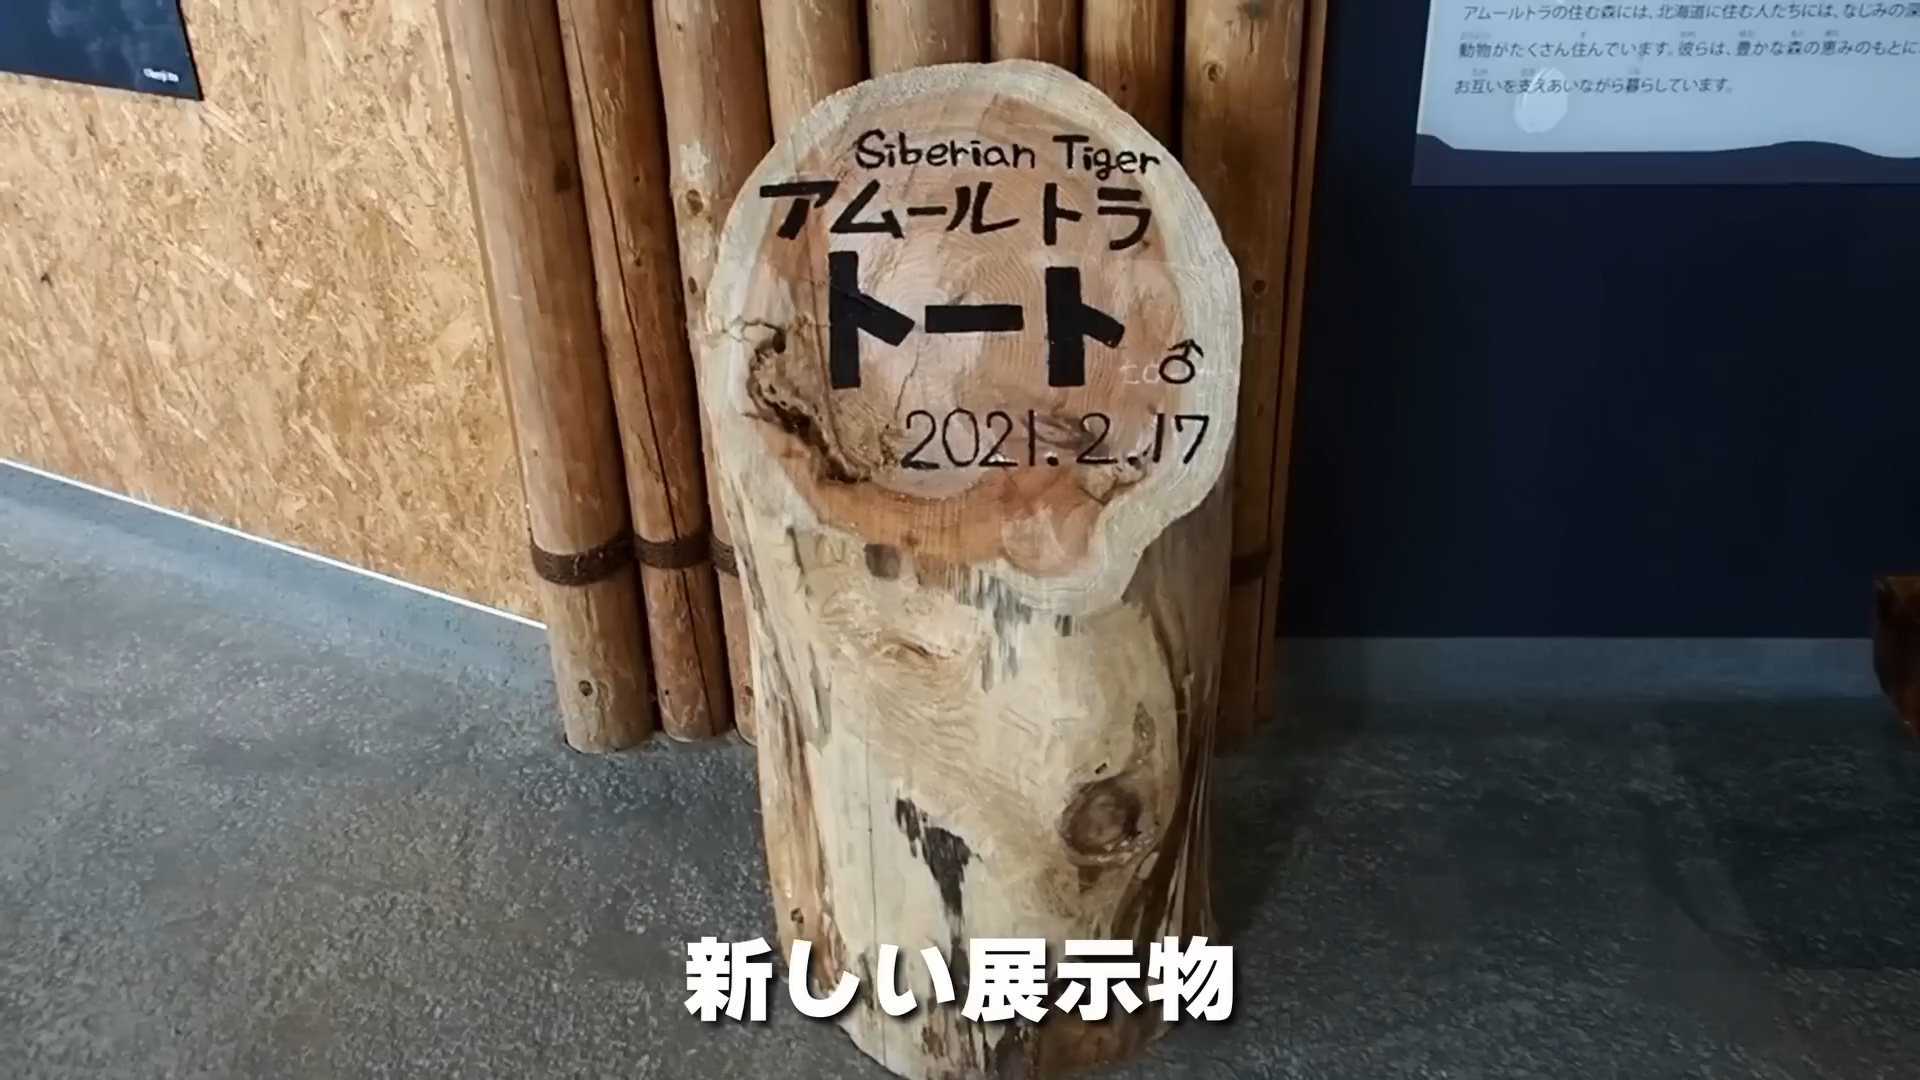 アムールトラの住む森には、北海道に住む人たちには、なじみの深
動物がたくさん住んでいます。彼らは、豊かな森の恵みのもとに
お互いを支えあいながら暮らしています。
Siberian Tiger
アムールトラ
トート
♂
2021.2.17
新しい展示物